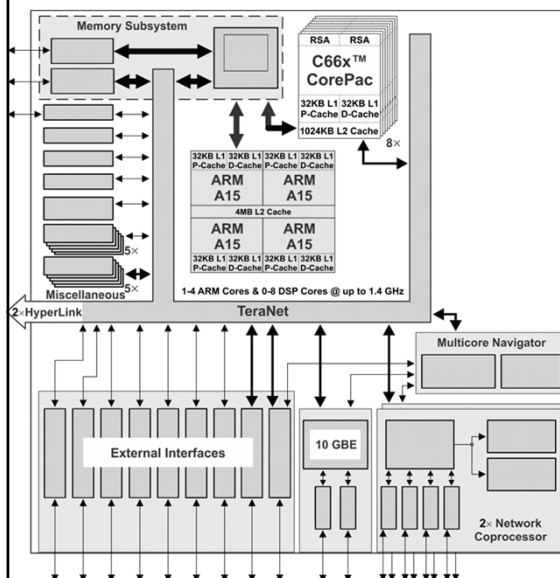 Memory Subsystem
RSA RSA
C66x™
CorePac
32KB L1 32KB L1
P-Cache D-Cache
1024KB L2 Cache
8×
32KB L1 32KB L1 32KB L1 32KB L1
P-Cache D-Cache P-Cache D-Cache
ARM ARM
A15 A15
4MB L2 Cache
ARM ARM
A15 A15
32KB L1 32KB L1 32KB L1 32KB L1
P-Cache D-Cache P-Cache D-Cache
5×
5×
Miscellaneous
1-4 ARM Cores & 0-8 DSP Cores @ up to 1.4 GHz
2×HyperLink
TeraNet
Multicore Navigator
External Interfaces
10 GBE
2× Network
Coprocessor